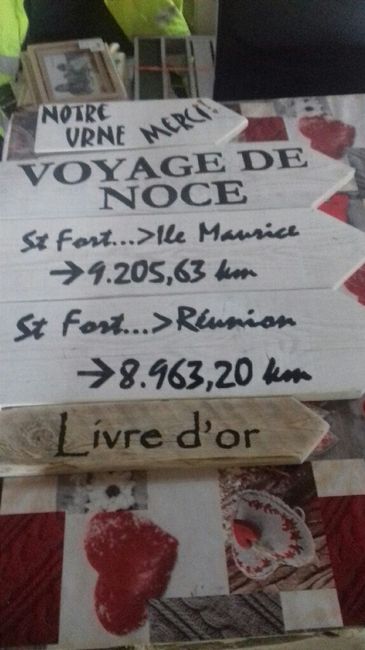 NOTRE
URNE MERCI!
VOYAGE DE
NOCE
St Fort...>Ile Maurice
→9.205,63 km
St Fort...>Réunion
→8.963,20 km
Livre d'or